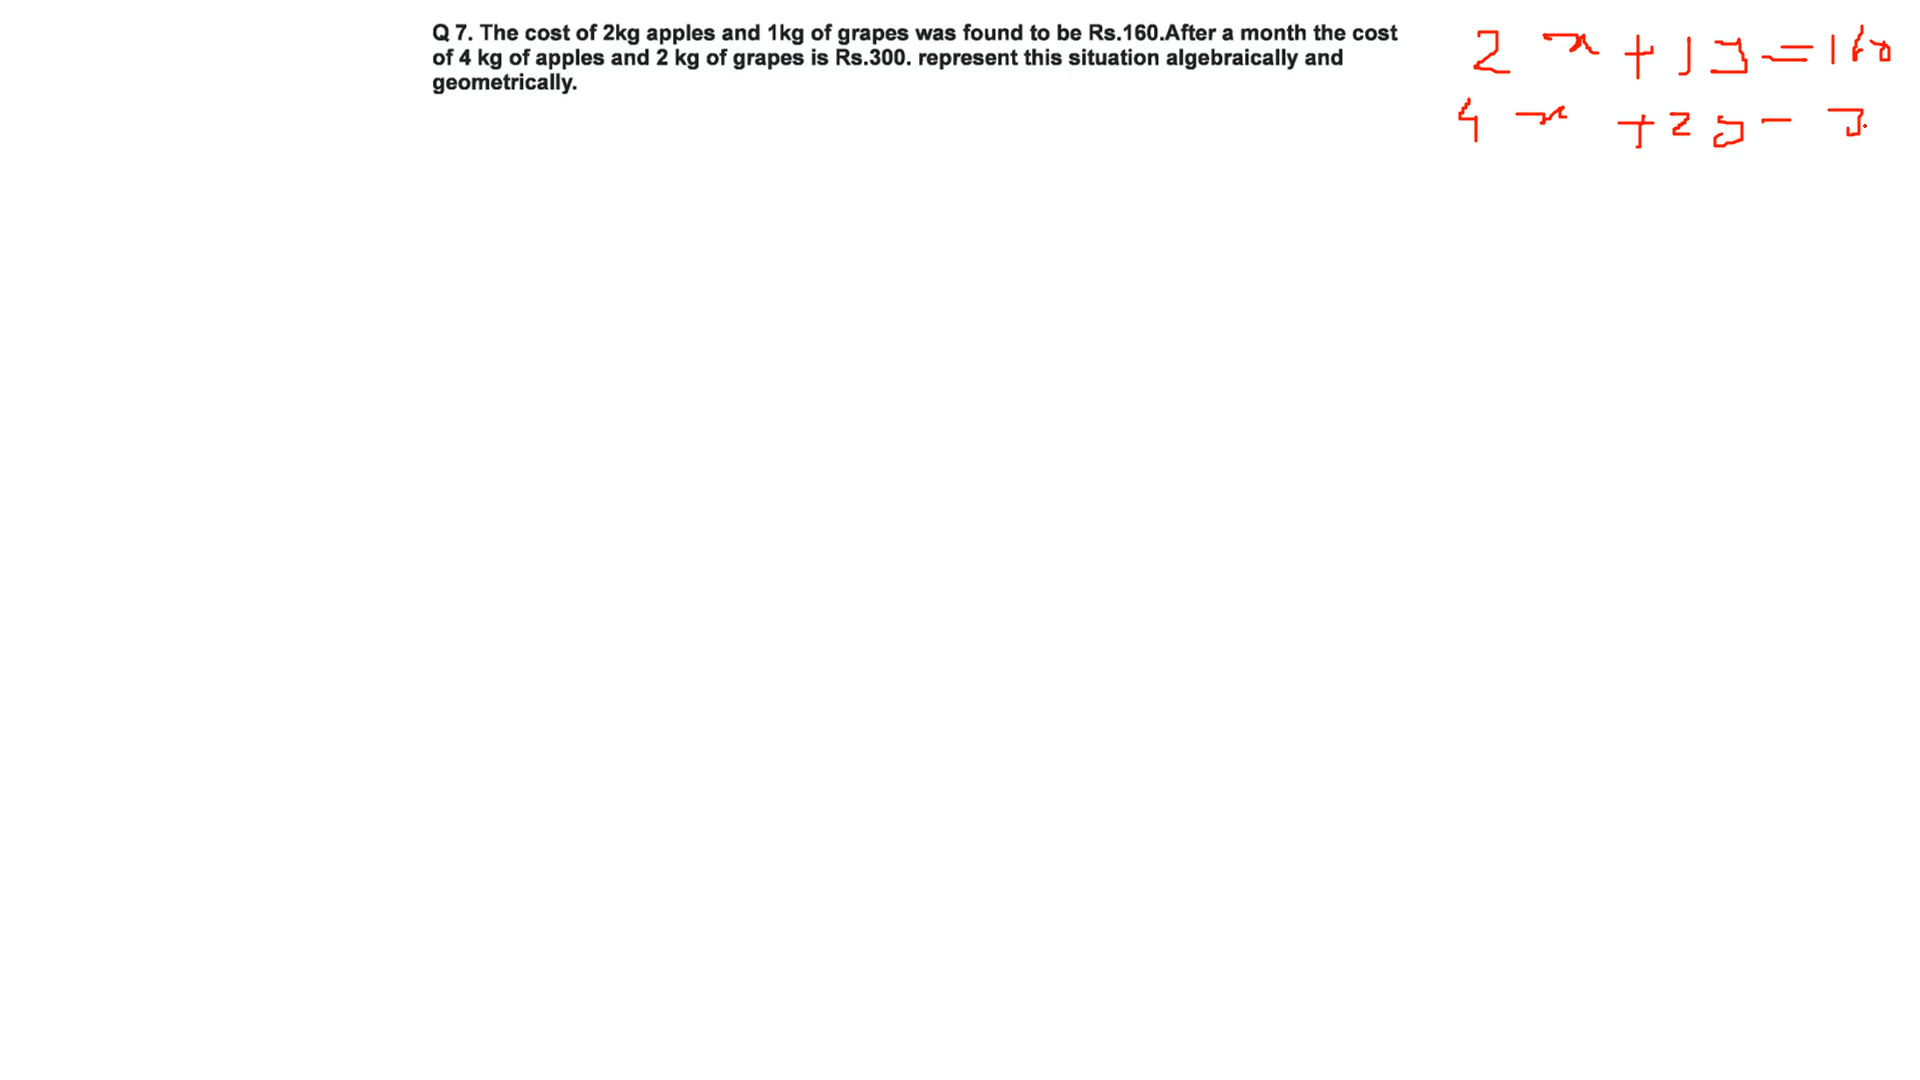 Q 7. The cost of 2kg apples and 1kg of grapes was found to be Rs.160.After a month the cost
of 4 kg of apples and 2 kg of grapes is Rs.300. represent this situation algebraically and
geometrically.
2 x + 1y = 160
4 x + 2y - 3